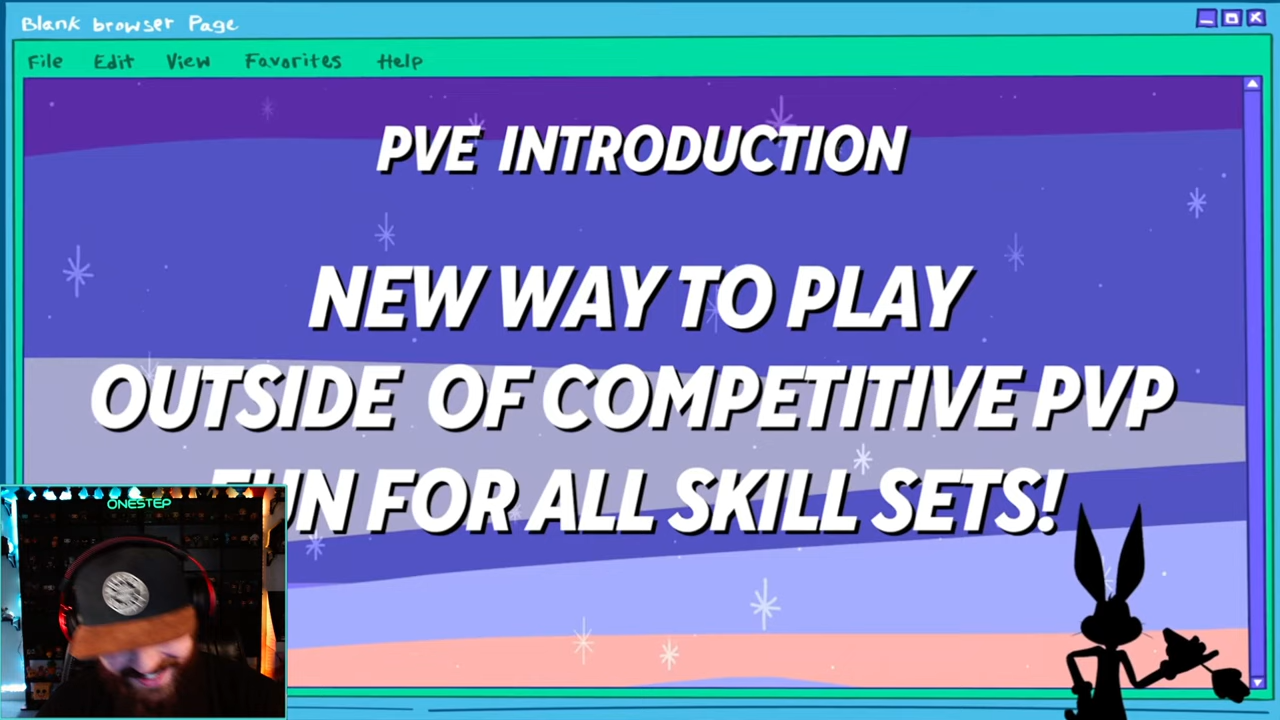 Blank browser Page
File Edit View Favorites Help
PVE INTRODUCTION
NEW WAY TO PLAY
OUTSIDE OF COMPETITIVE PVP
FUN FOR ALL SKILL SETS!
ONESTEP